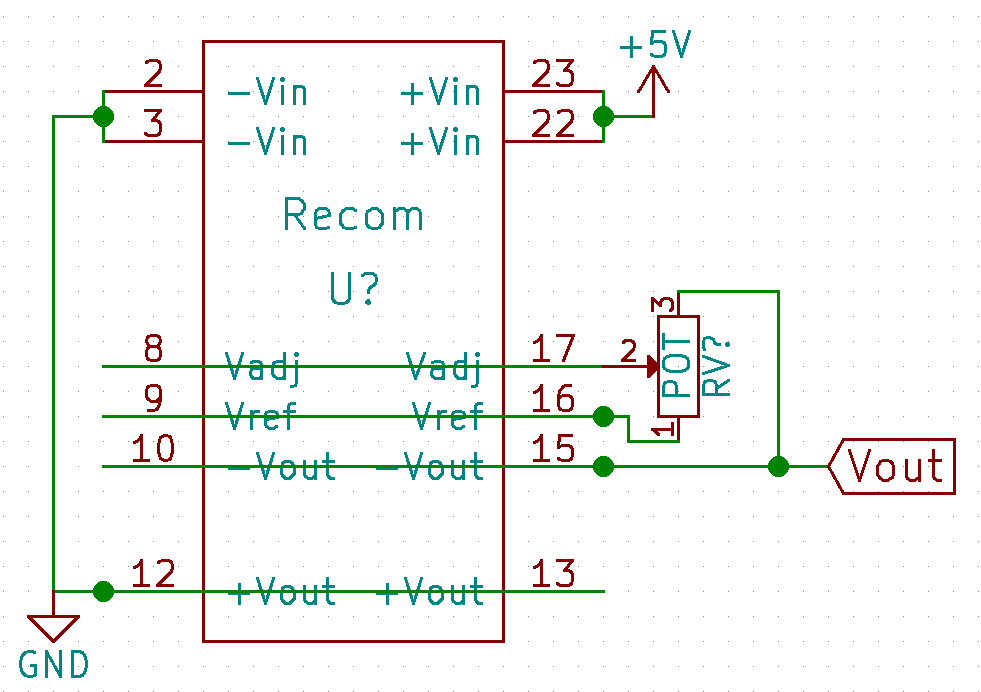 +5V
2 -Vin +Vin 23
3 -Vin +Vin 22
Recom
U?
3
8 Vadj Vadj 17 2 POT RV?
9 Vref Vref 16
1
10 -Vout -Vout 15 Vout
12 +Vout +Vout 13
GND